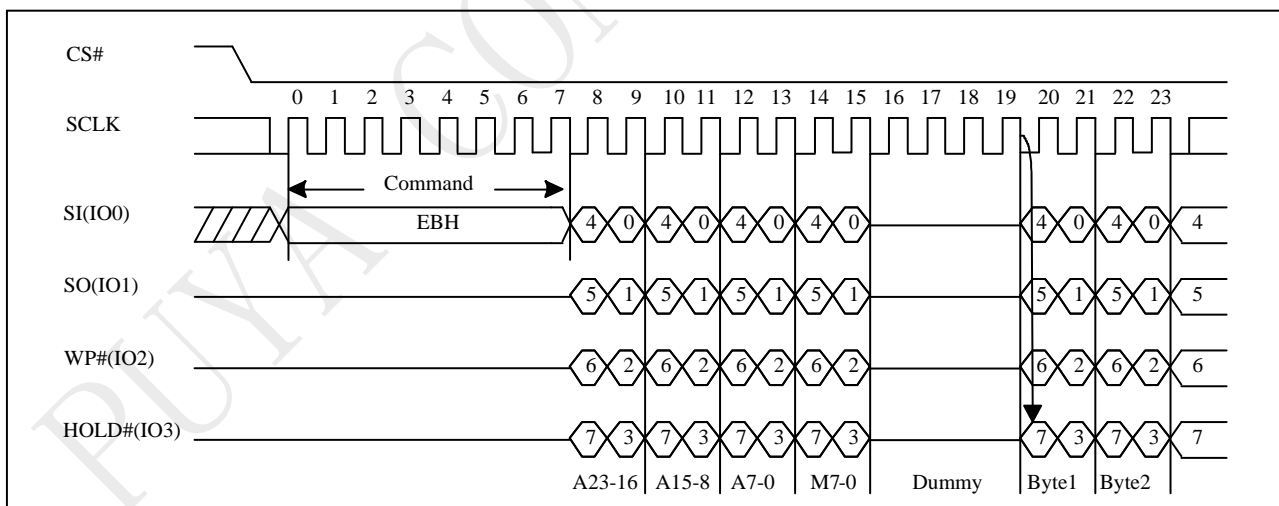 CS#
0 1 2 3 4 5 6 7 8 9 10 11 12 13 14 15 16 17 18 19 20 21 22 23
SCLK
Command
SI(IO0) EBH 4 0 4 0 4 0 4 0 4 0 4 0 4
SO(IO1) 5 1 5 1 5 1 5 1 5 1 5 1 5
WP#(IO2) 6 2 6 2 6 2 6 2 6 2 6 2 6
HOLD#(IO3) 7 3 7 3 7 3 7 3 7 3 7 3 7
A23-16 A15-8 A7-0 M7-0 Dummy Byte1 Byte2
PUYA